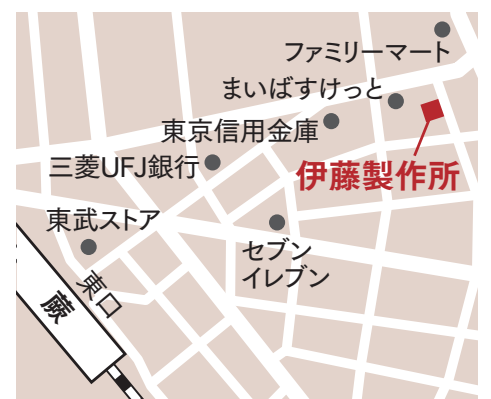 ファミリーマート
まいばすけっと
東京信用金庫
三菱UFJ銀行
伊藤製作所
東武ストア
セブン
イレブン
東口
蕨